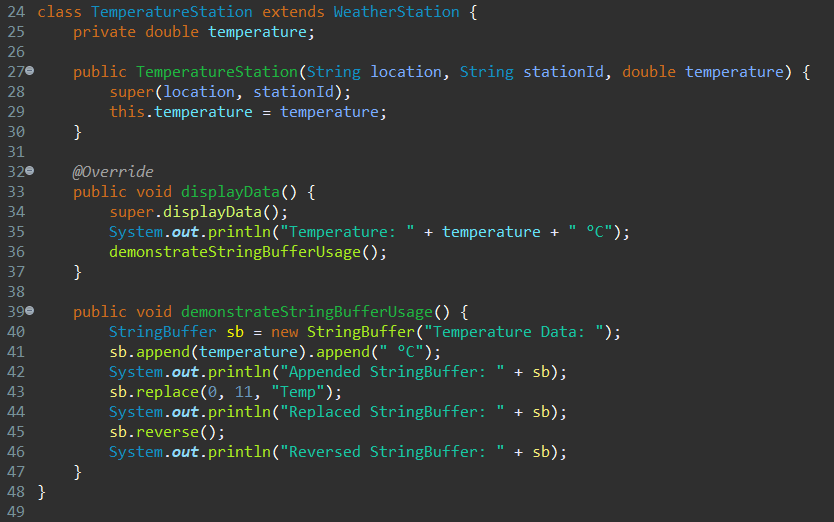 24 class TemperatureStation extends WeatherStation {
25     private double temperature;
26
27     public TemperatureStation(String location, String stationId, double temperature) {
28         super(location, stationId);
29         this.temperature = temperature;
30     }
31
32     @Override
33     public void displayData() {
34         super.displayData();
35         System.out.println("Temperature: " + temperature + " °C");
36         demonstrateStringBufferUsage();
37     }
38
39     public void demonstrateStringBufferUsage() {
40         StringBuffer sb = new StringBuffer("Temperature Data: ");
41         sb.append(temperature).append(" °C");
42         System.out.println("Appended StringBuffer: " + sb);
43         sb.replace(0, 11, "Temp");
44         System.out.println("Replaced StringBuffer: " + sb);
45         sb.reverse();
46         System.out.println("Reversed StringBuffer: " + sb);
47     }
48 }
49